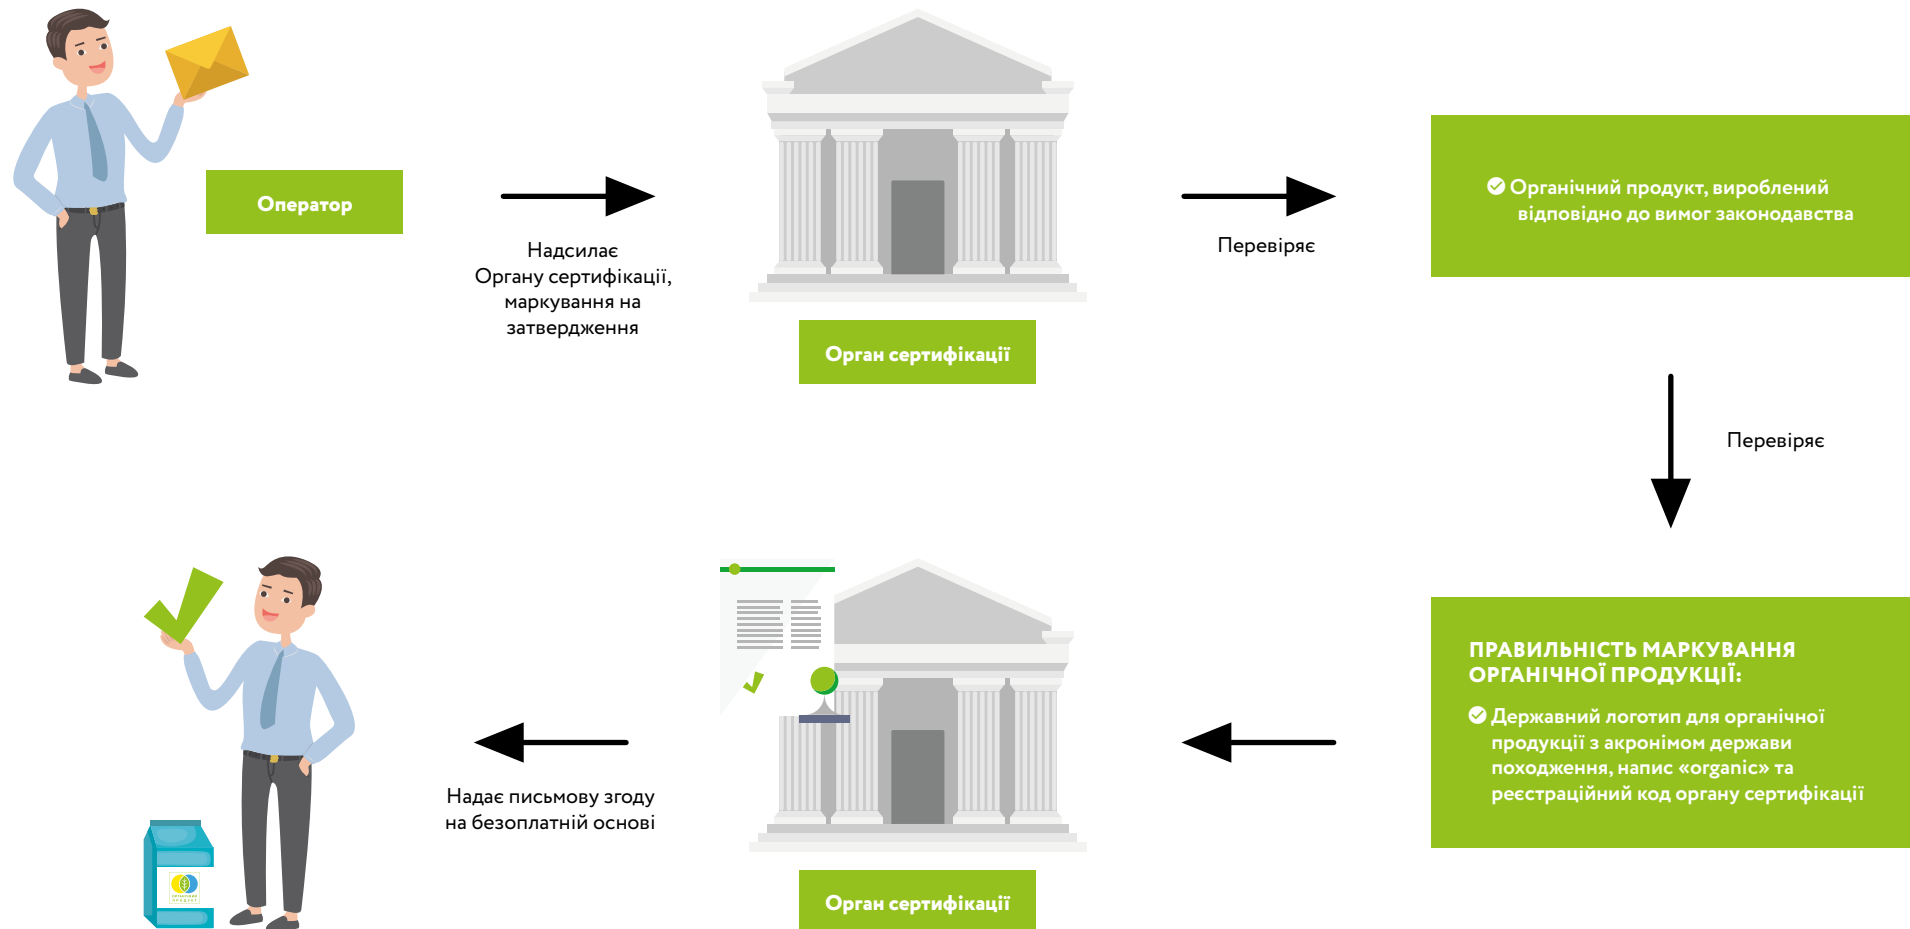 Оператор
Надсилає
Органу сертифікації,
маркування на
затвердження
Орган сертифікації
Перевіряє
Органічний продукт, вироблений
відповідно до вимог законодавства
Перевіряє
ПРАВИЛЬНІСТЬ МАРКУВАННЯ
ОРГАНІЧНОЇ ПРОДУКЦІЇ:
Державний логотип для органічної
продукції з акронімом держави
походження, напис «organic» та
реєстраційний код органу сертифікації
Орган сертифікації
Надає письмову згоду
на безоплатній основі
ОРГАНІЧНИЙ
ПРОДУКТ